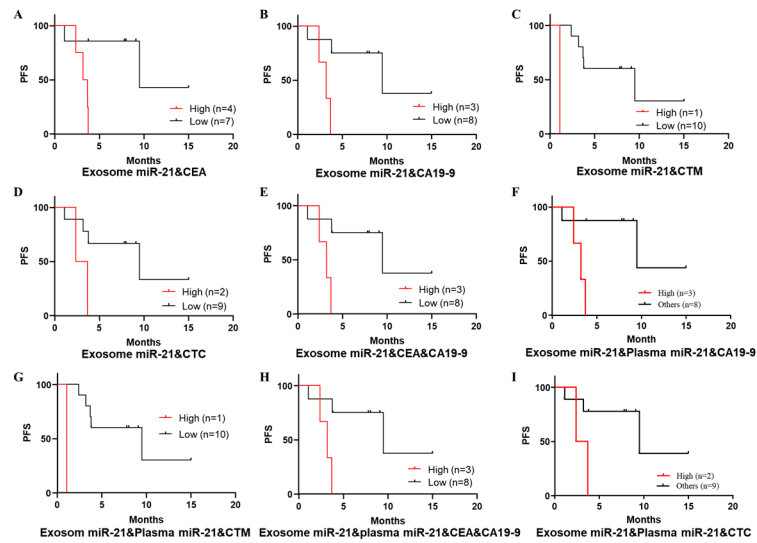 A
PFS
100
50
0
0
5
10
15
20
High (n=4)
Low (n=7)
Months
Exosome miR-21&CEA
B
PFS
100
50
0
0
5
10
15
20
High (n=3)
Low (n=8)
Months
Exosome miR-21&CA19-9
C
PFS
100
50
0
0
5
10
15
20
High (n=1)
Low (n=10)
Months
Exosome miR-21&CTM
D
PFS
100
50
0
0
5
10
15
20
High (n=2)
Low (n=9)
Months
Exosome miR-21&CTC
E
PFS
100
50
0
0
5
10
15
20
High (n=3)
Low (n=8)
Months
Exosome miR-21&CEA&CA19-9
F
PFS
100
50
0
0
5
10
15
20
High (n=3)
Others (n=8)
Months
Exosome miR-21&Plasma miR-21&CA19-9
G
PFS
100
50
0
0
5
10
15
20
High (n=1)
Low (n=10)
Months
Exosom miR-21&Plasma miR-21&CTM
H
PFS
100
50
0
0
5
10
15
20
High (n=3)
Low (n=8)
Months
Exosome miR-21&plasma miR-21&CEA&CA19-9
I
PFS
100
50
0
0
5
10
15
20
High (n=2)
Others (n=9)
Months
Exosome miR-21&Plasma miR-21&CTC